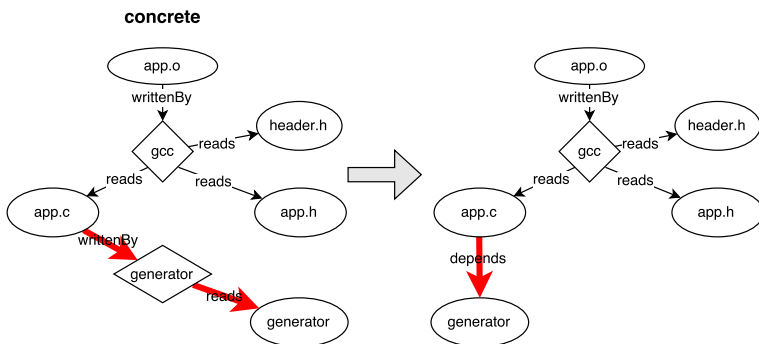 concrete
app.o
writtenBy
gcc
reads
header.h
reads
reads
app.c
app.h
writtenBy
generator
reads
generator
app.o
writtenBy
gcc
reads
header.h
reads
reads
app.c
app.h
depends
generator